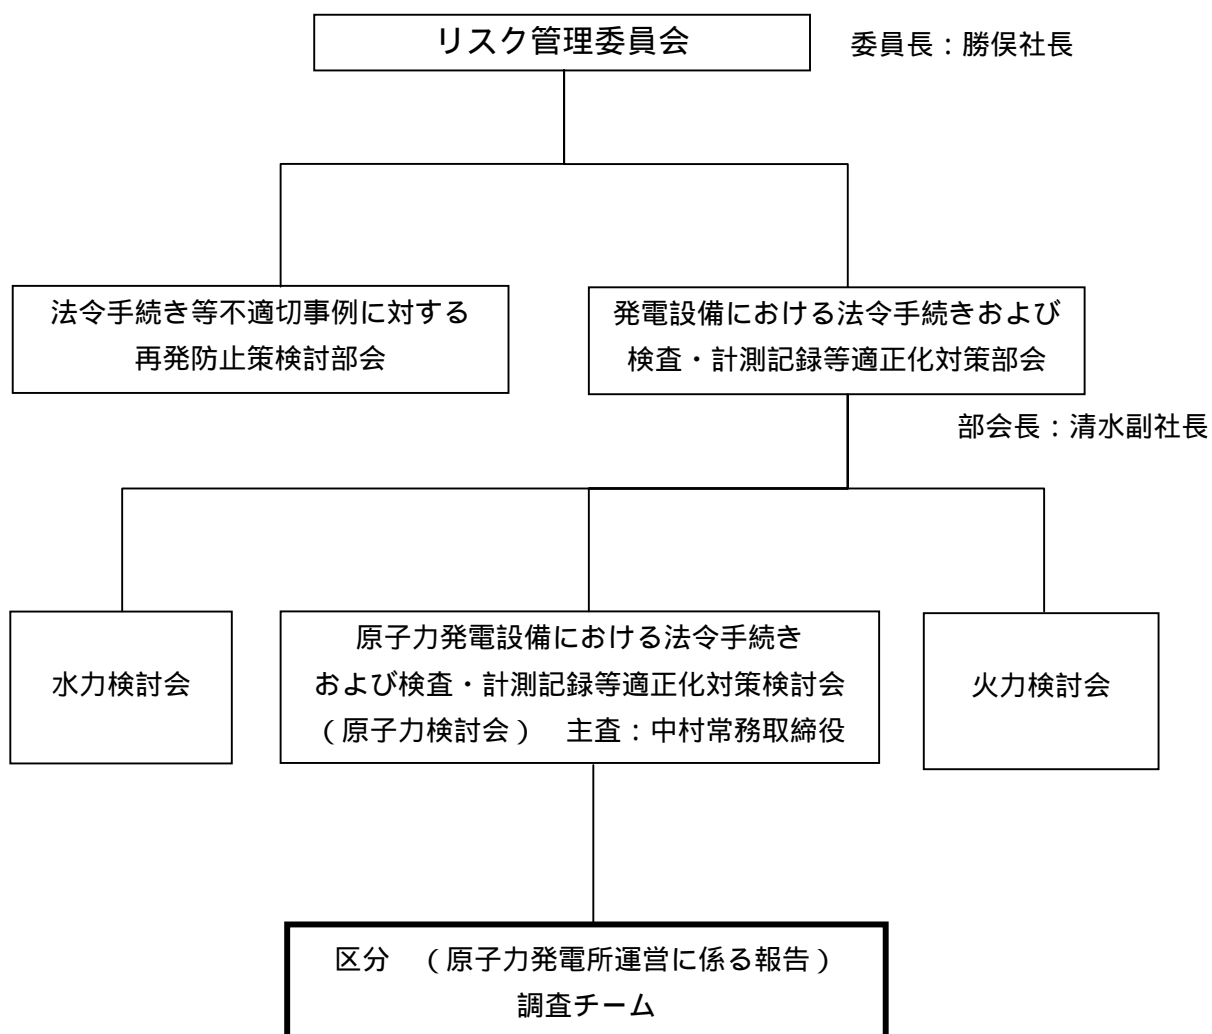 リスク管理委員会
委員長：勝俣社長
法令手続き等不適切事例に対する
再発防止策検討部会
発電設備における法令手続きおよび
検査・計測記録等適正化対策部会
部会長：清水副社長
水力検討会
原子力発電設備における法令手続き
および検査・計測記録等適正化対策検討会
（原子力検討会）　主査：中村常務取締役
火力検討会
区分　（原子力発電所運営に係る報告）
調査チーム